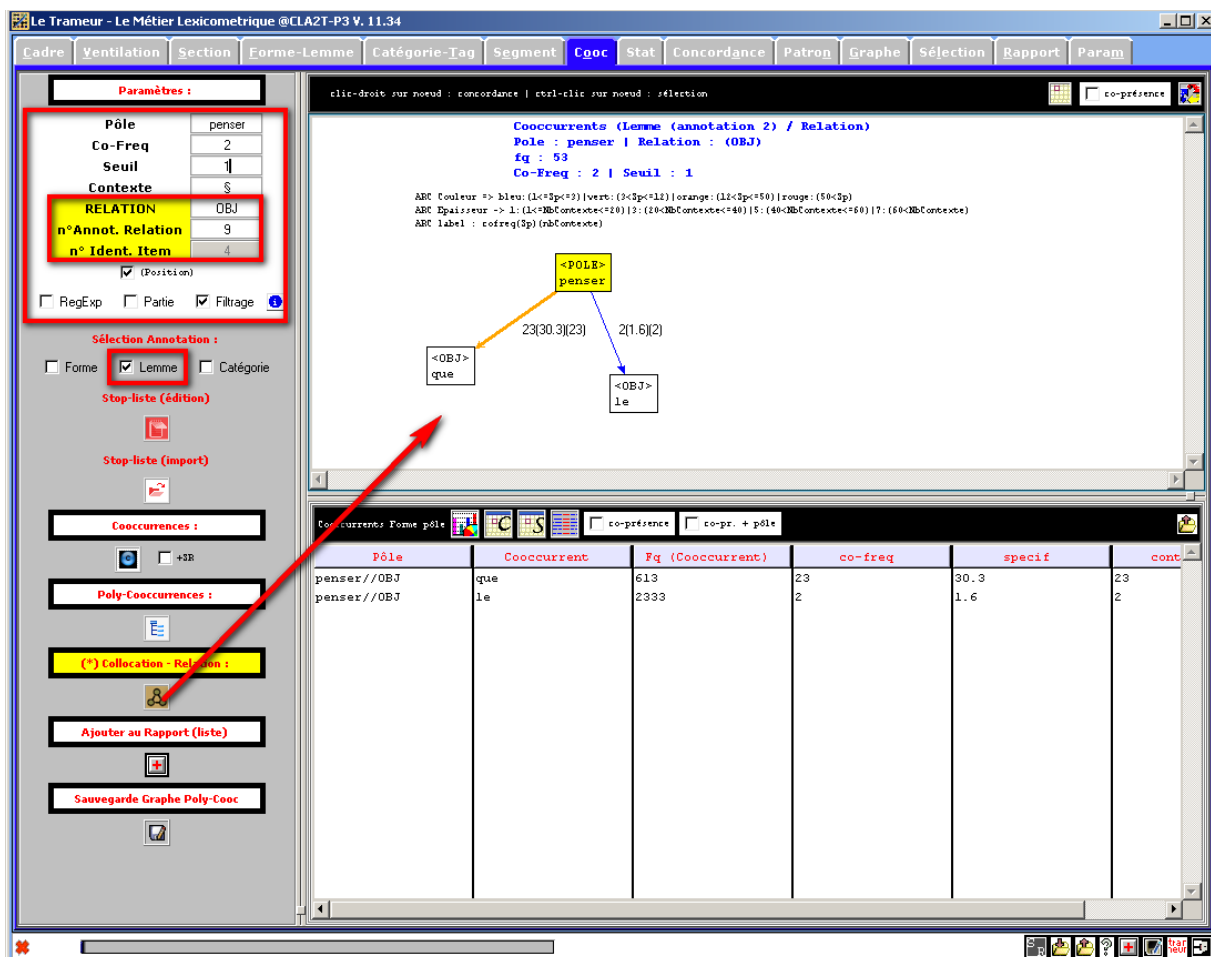 Le Trameur - Le Métier Lexicometrique @CLA2T-P3 V. 11.34
Cadre Ventilation Section Forme-Lemme Catégorie-Tag Segment Cooc Stat Concordance Patron Graphe Sélection Rapport Param
Paramètres :
Pôle penser
Co-Freq 2
Seuil 1
Contexte §
RELATION OBJ
n°Annot. Relation 9
n° Ident. Item 4
(Position)
RegExp Partie Filtrage
Sélection Annotation :
Forme Lemme Catégorie
Stop-liste (édition)
Stop-liste (import)
Cooccurrences :
+SR
Poly-Cooccurrences :
(*) Collocation - Relation :
Ajouter au Rapport (liste)
Sauvegarde Graphe Poly-Cooc
clic-droit sur noeud : concordance | ctrl-clic sur noeud : sélection
co-présence
Cooccurrents (Lemme (annotation 2) / Relation)
Pole : penser | Relation : (OBJ)
fq : 53
Co-Freq : 2 | Seuil : 1
ARC Couleur => bleu:(1<=Sp<=3)|vert:(3<Sp<=12)|orange:(12<Sp<=50)|rouge:(50<Sp)
ARC Epaisseur -> 1:(1<=NbContexte<=20)|3:(20<NbContexte<=40)|5:(40<NbContexte<=60)|7:(60<NbContexte)
ARC label : cofreq(Sp)(nbContexte)
<POLE>
penser
23(30.3)(23) 2(1.6)(2)
<OBJ>
que
<OBJ>
le
Cooccurrents Forme pôle co-présence co-pr. + pôle
Pôle Cooccurrent Fq (Cooccurrent) co-freq specif cont
penser//OBJ que 613 23 30.3 23
penser//OBJ le 2333 2 1.6 2